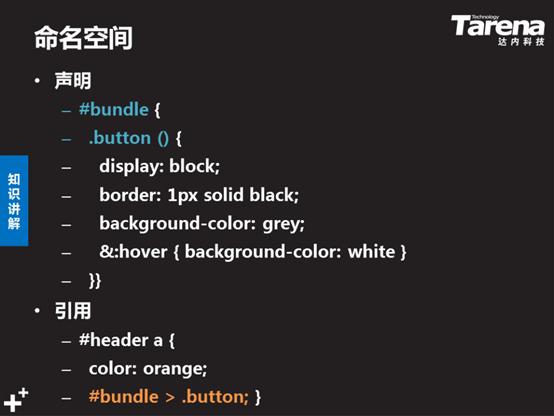 命名空间
Technology
Tarena
达内科技
• 声明
– #bundle {
– .button () {
– display: block;
– border: 1px solid black;
– background-color: grey;
– &:hover { background-color: white }
– }}
知识讲解
• 引用
– #header a {
– color: orange;
– #bundle > .button; }